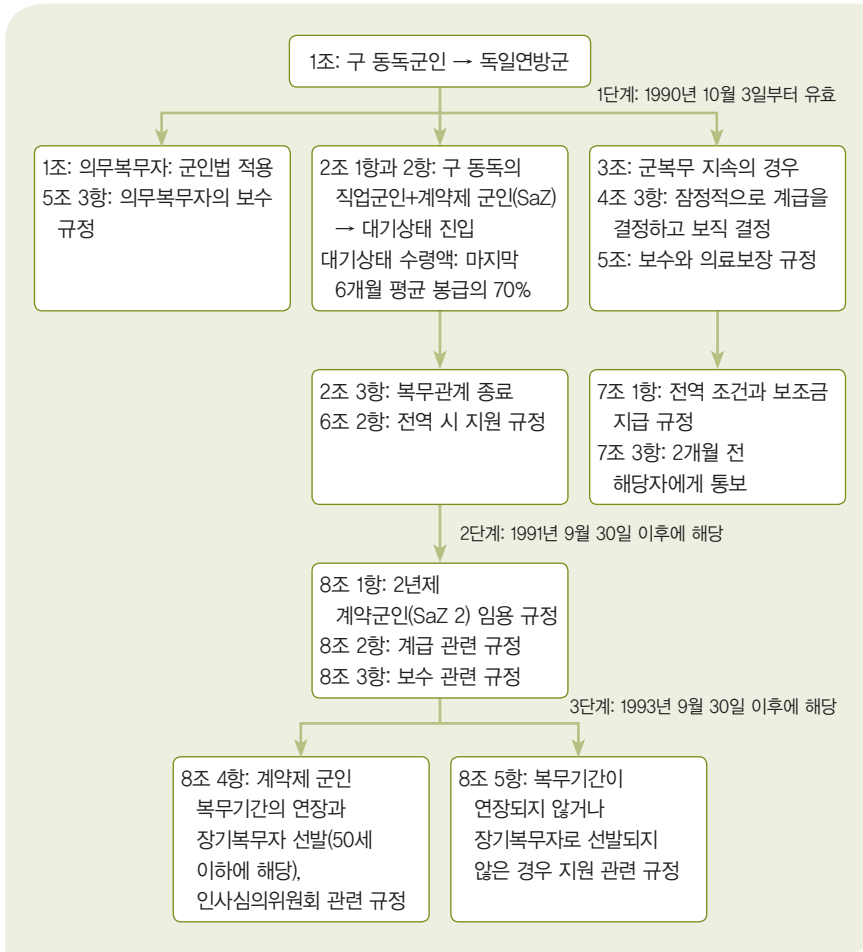 1조: 구 동독군인 → 독일연방군
1단계: 1990년 10월 3일부터 유효
1조: 의무복무자: 군인법 적용
5조 3항: 의무복무자의 보수
규정
2조 1항과 2항: 구 동독의
직업군인+계약제 군인(SaZ)
→ 대기상태 진입
대기상태 수령액: 마지막
6개월 평균 봉급의 70%
3조: 군복무 지속의 경우
4조 3항: 잠정적으로 계급을
결정하고 보직 결정
5조: 보수와 의료보장 규정
2조 3항: 복무관계 종료
6조 2항: 전역 시 지원 규정
7조 1항: 전역 조건과 보조금
지급 규정
7조 3항: 2개월 전
해당자에게 통보
2단계: 1991년 9월 30일 이후에 해당
8조 1항: 2년제
계약군인(SaZ 2) 임용 규정
8조 2항: 계급 관련 규정
8조 3항: 보수 관련 규정
3단계: 1993년 9월 30일 이후에 해당
8조 4항: 계약제 군인
복무기간의 연장과
장기복무자 선발(50세
이하에 해당),
인사심의위원회 관련 규정
8조 5항: 복무기간이
연장되지 않거나
장기복무자로 선발되지
않은 경우 지원 관련 규정